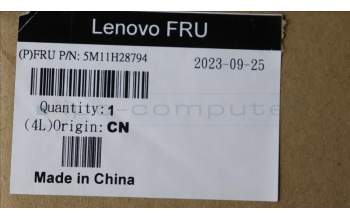 Lenovo FRU
(P)FRU P/N: 5M11H28794
2023-09-25
Quantity:1
(4L)Origin:CN
Made in China